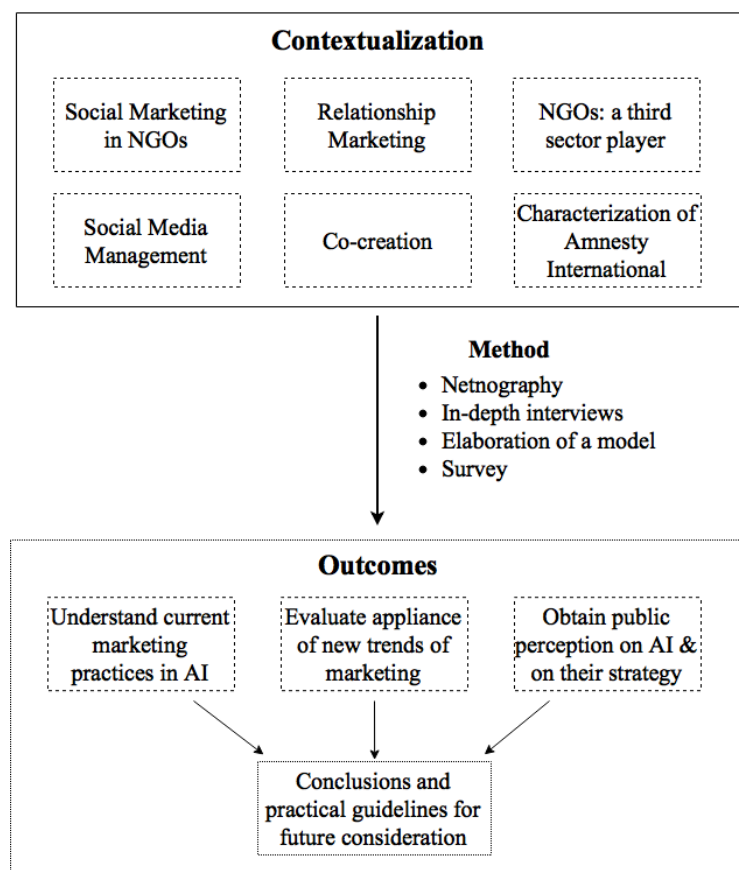 Contextualization
Social Marketing
in NGOs
Relationship
Marketing
NGOs: a third
sector player
Social Media
Management
Co-creation
Characterization of
Amnesty
International
Method
• Netnography
• In-depth interviews
• Elaboration of a model
• Survey
Outcomes
Understand current
marketing
practices in AI
Evaluate appliance
of new trends of
marketing
Obtain public
perception on AI &
on their strategy
Conclusions and
practical guidelines for
future consideration